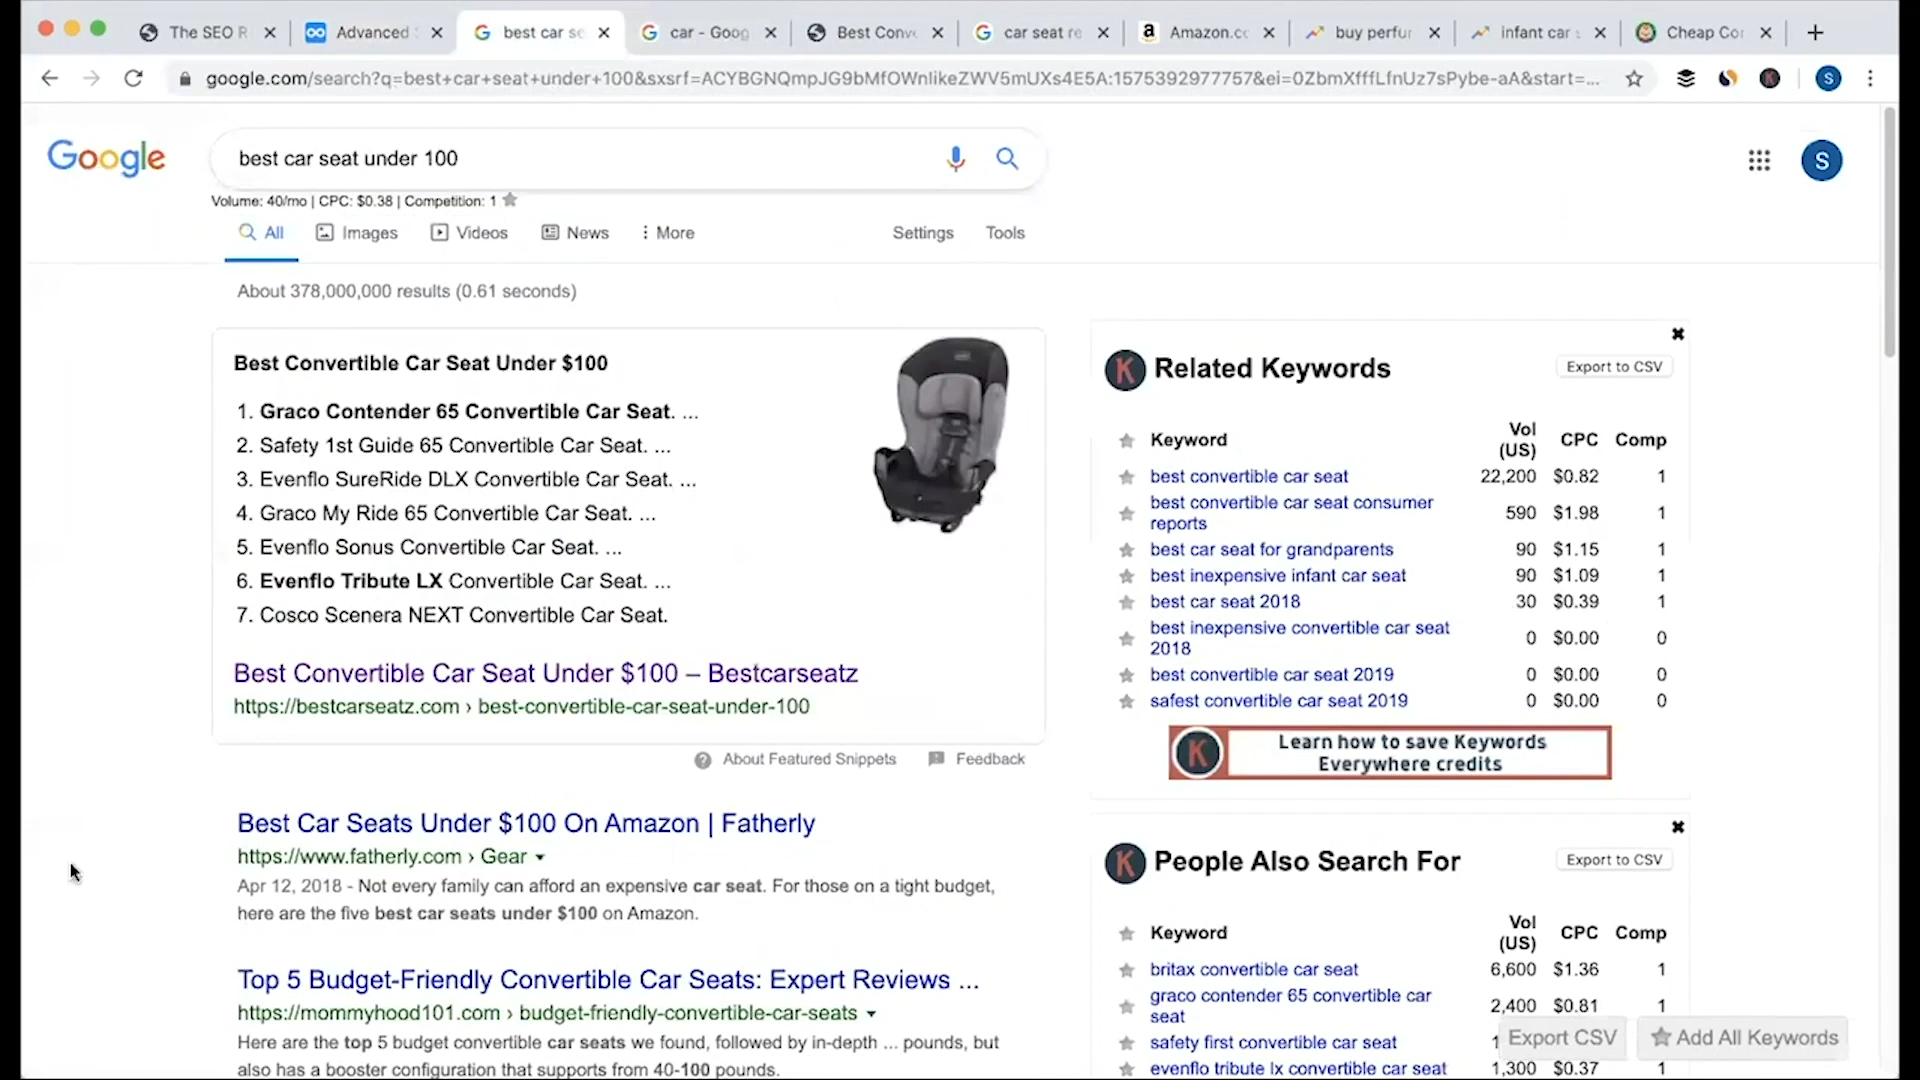 The SEO R
Advanced
best car se
car - Goog
Best Conve
car seat re
Amazon.co
buy perfur
infant car s
Cheap Cor
google.com/search?q=best+car+seat+under+100&sxsrf=ACYBGNQmpJG9bMfOWnlikeZWV5mUXs4E5A:1575392977757&ei=0ZbmXfffLfnUz7sPybe-aA&start=...
S
Google
best car seat under 100
S
Volume: 40/mo | CPC: $0.38 | Competition: 1
All
Images
Videos
News
More
Settings
Tools
About 378,000,000 results (0.61 seconds)
Best Convertible Car Seat Under $100
1. Graco Contender 65 Convertible Car Seat. ...
2. Safety 1st Guide 65 Convertible Car Seat. ...
3. Evenflo SureRide DLX Convertible Car Seat. ...
4. Graco My Ride 65 Convertible Car Seat. ...
5. Evenflo Sonus Convertible Car Seat. ...
6. Evenflo Tribute LX Convertible Car Seat. ...
7. Cosco Scenera NEXT Convertible Car Seat.
Best Convertible Car Seat Under $100 – Bestcarseatz
https://bestcarseatz.com › best-convertible-car-seat-under-100
About Featured Snippets
Feedback
Best Car Seats Under $100 On Amazon | Fatherly
https://www.fatherly.com › Gear
Apr 12, 2018 - Not every family can afford an expensive car seat. For those on a tight budget,
here are the five best car seats under $100 on Amazon.
Top 5 Budget-Friendly Convertible Car Seats: Expert Reviews ...
https://mommyhood101.com › budget-friendly-convertible-car-seats
Here are the top 5 budget convertible car seats we found, followed by in-depth ... pounds, but
also has a booster configuration that supports from 40-100 pounds.
K
Related Keywords
Export to CSV
Keyword Vol (US) CPC Comp
best convertible car seat 22,200 $0.82 1
best convertible car seat consumer
reports 590 $1.98 1
best car seat for grandparents 90 $1.15 1
best inexpensive infant car seat 90 $1.09 1
best car seat 2018 30 $0.39 1
best inexpensive convertible car seat
2018 0 $0.00 0
best convertible car seat 2019 0 $0.00 0
safest convertible car seat 2019 0 $0.00 0
K
Learn how to save Keywords
Everywhere credits
K
People Also Search For
Export to CSV
Keyword Vol (US) CPC Comp
britax convertible car seat 6,600 $1.36 1
graco contender 65 convertible car
seat 2,400 $0.81 1
safety first convertible car seat 1
evenflo tribute lx convertible car seat 1,300 $0.37 1
Export CSV
Add All Keywords